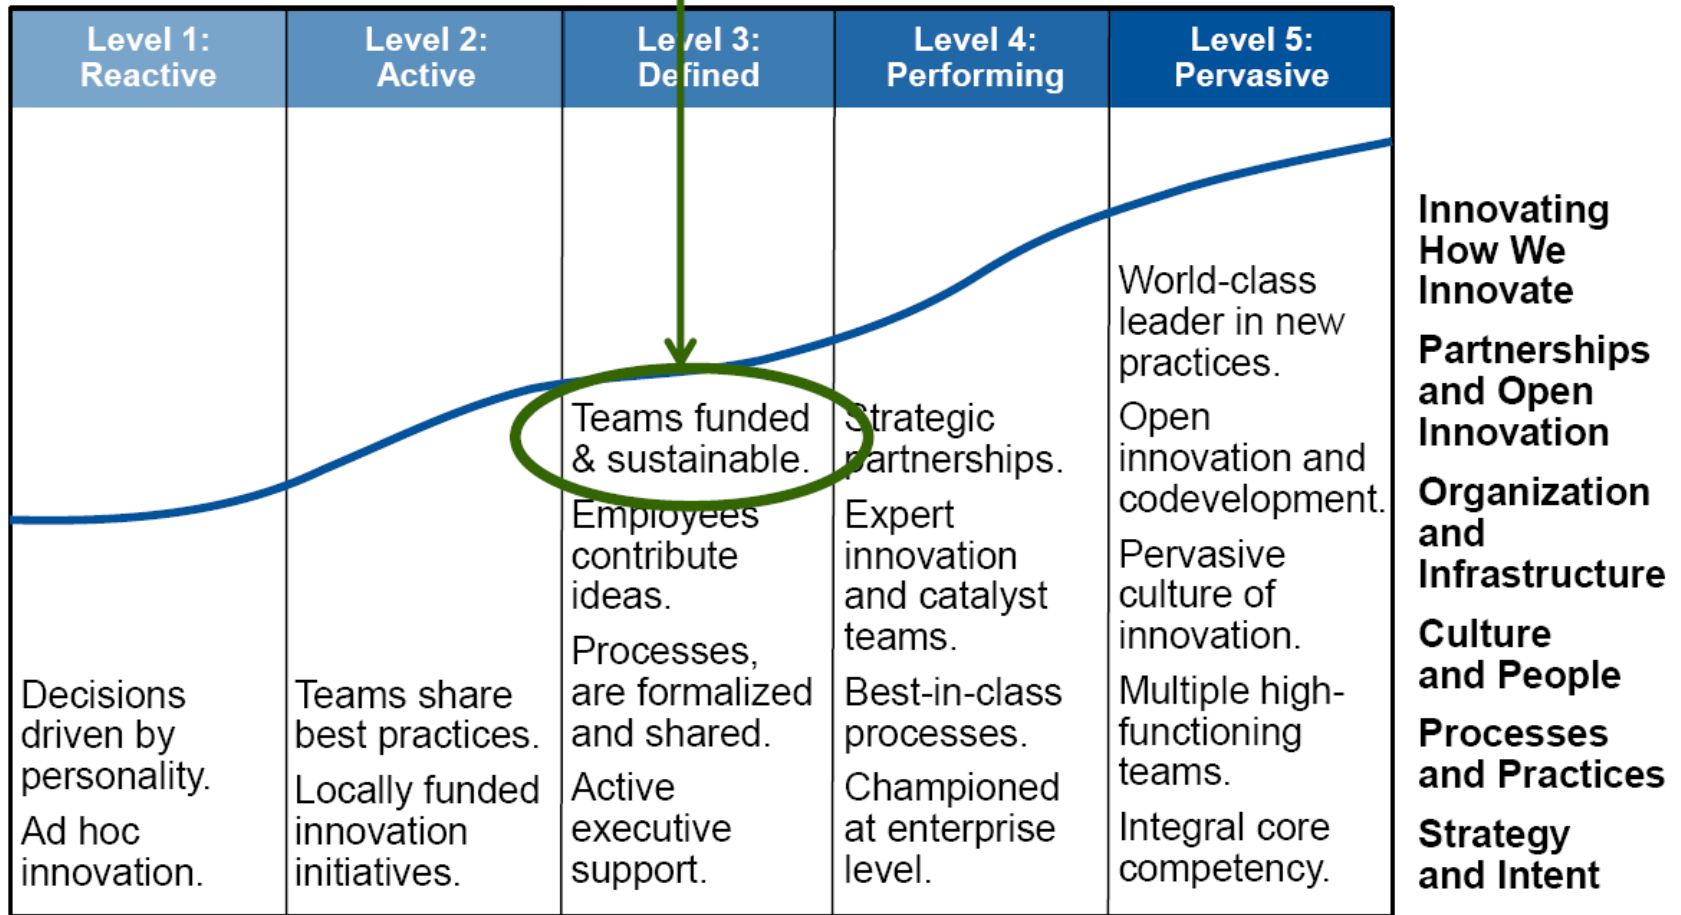 Level 1:
Reactive
Level 2:
Active
Level 3:
Defined
Level 4:
Performing
Level 5:
Pervasive
Decisions
driven by
personality.
Ad hoc
innovation.
Teams share
best practices.
Locally funded
innovation
initiatives.
Teams funded
& sustainable.
Employees
contribute
ideas.
Processes,
are formalized
and shared.
Active
executive
support.
Strategic
partnerships.
Expert
innovation
and catalyst
teams.
Best-in-class
processes.
Championed
at enterprise
level.
World-class
leader in new
practices.
Open
innovation and
codevelopment.
Pervasive
culture of
innovation.
Multiple high-
functioning
teams.
Integral core
competency.
Innovating
How We
Innovate
Partnerships
and Open
Innovation
Organization
and
Infrastructure
Culture
and People
Processes
and Practices
Strategy
and Intent